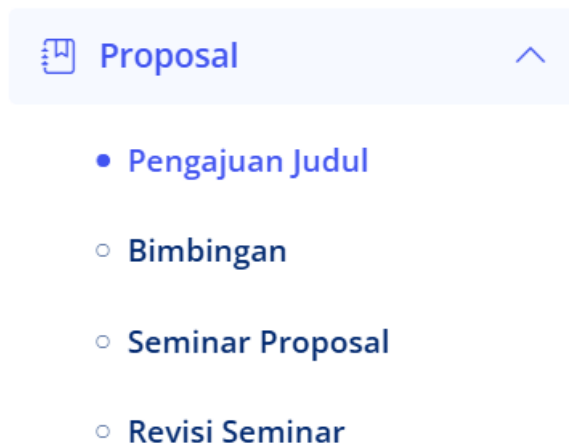 Proposal
Pengajuan Judul
Bimbingan
Seminar Proposal
Revisi Seminar